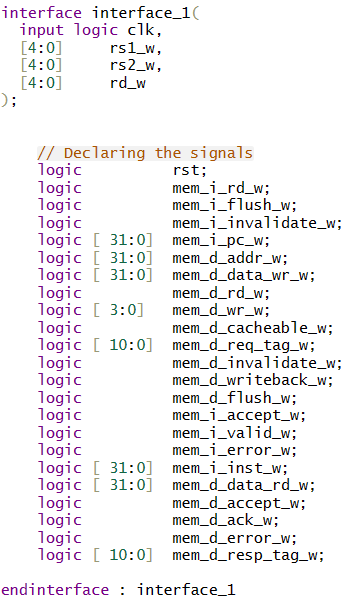 interface interface_1(
  input logic clk,
  [4:0]     rs1_w,
  [4:0]     rs2_w,
  [4:0]     rd_w
);
    // Declaring the signals
    logic          rst;
    logic          mem_i_rd_w;
    logic          mem_i_flush_w;
    logic          mem_i_invalidate_w;
    logic [ 31:0]  mem_i_pc_w;
    logic [ 31:0]  mem_d_addr_w;
    logic [ 31:0]  mem_d_data_wr_w;
    logic          mem_d_rd_w;
    logic [ 3:0]   mem_d_wr_w;
    logic          mem_d_cacheable_w;
    logic [ 10:0]  mem_d_req_tag_w;
    logic          mem_d_invalidate_w;
    logic          mem_d_writeback_w;
    logic          mem_d_flush_w;
    logic          mem_i_accept_w;
    logic          mem_i_valid_w;
    logic          mem_i_error_w;
    logic [ 31:0]  mem_i_inst_w;
    logic [ 31:0]  mem_d_data_rd_w;
    logic          mem_d_accept_w;
    logic          mem_d_ack_w;
    logic          mem_d_error_w;
    logic [ 10:0]  mem_d_resp_tag_w;
endinterface : interface_1